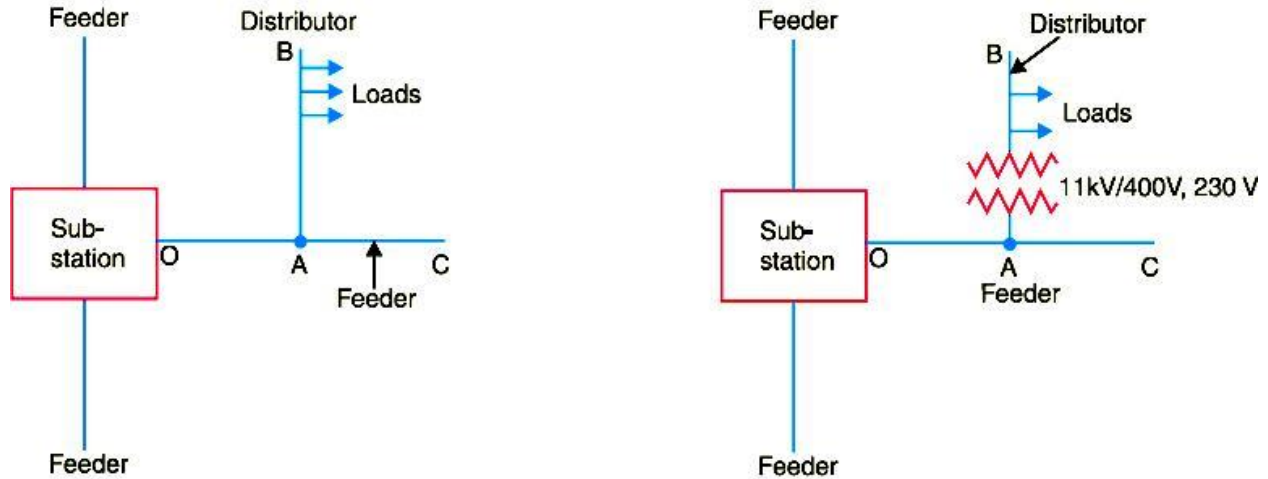 Feeder
Distributor
B
Loads
Sub-
station
O
A
C
Feeder
Feeder
Feeder
Distributor
B
Loads
11kV/400V, 230 V
Sub-
station
O
A
C
Feeder
Feeder